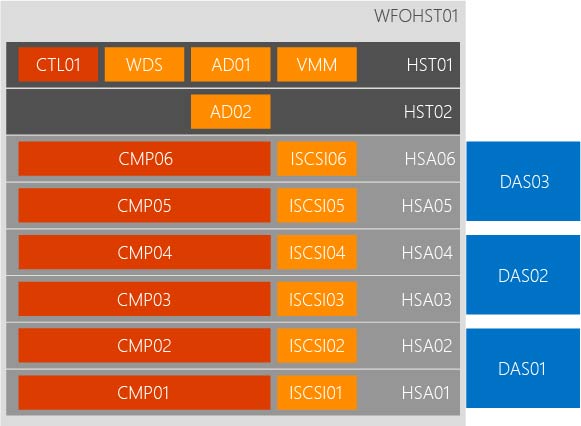 WFOHST01
CTL01 WDS AD01 VMM HST01
AD02 HST02
CMP06 ISCSI06 HSA06
DAS03
CMP05 ISCSI05 HSA05
CMP04 ISCSI04 HSA04
DAS02
CMP03 ISCSI03 HSA03
CMP02 ISCSI02 HSA02
DAS01
CMP01 ISCSI01 HSA01